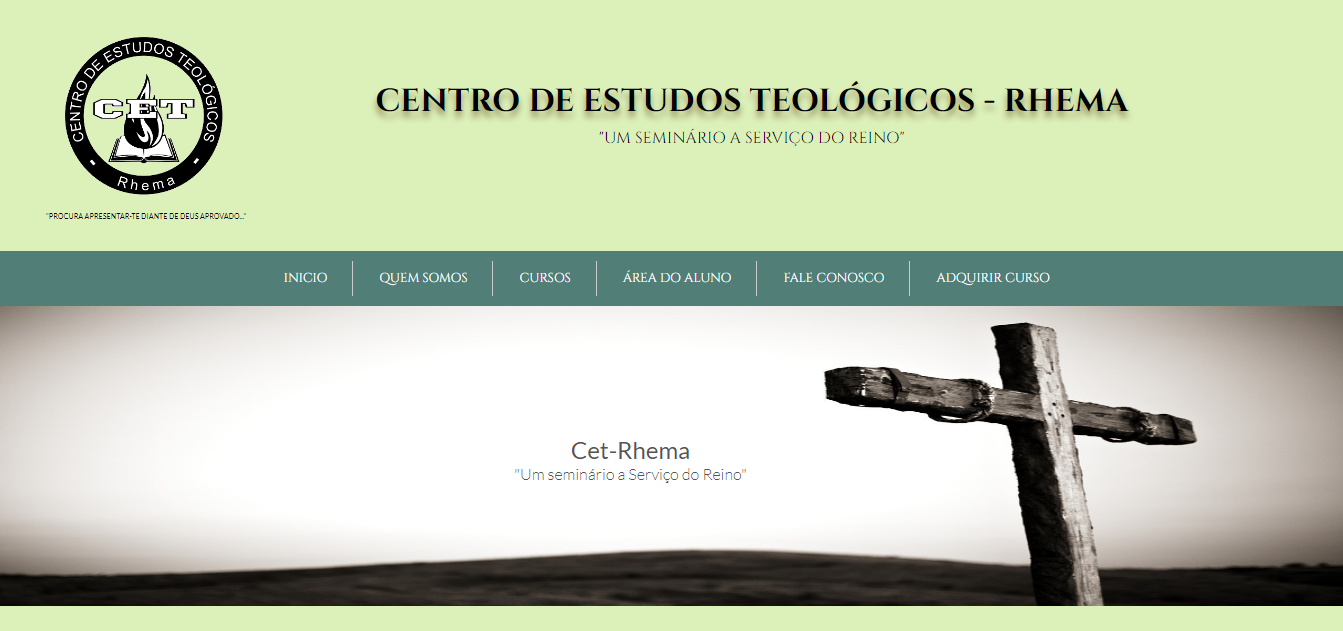 CENTRO DE ESTUDOS TEOLÓGICOS
CET
Rhema
"PROCURA APRESENTAR-TE DIANTE DE DEUS APROVADO..."
CENTRO DE ESTUDOS TEOLÓGICOS - RHEMA
"UM SEMINÁRIO A SERVIÇO DO REINO"
INICIO QUEM SOMOS CURSOS ÁREA DO ALUNO FALE CONOSCO ADQUIRIR CURSO
Cet-Rhema
"Um seminário a Serviço do Reino"